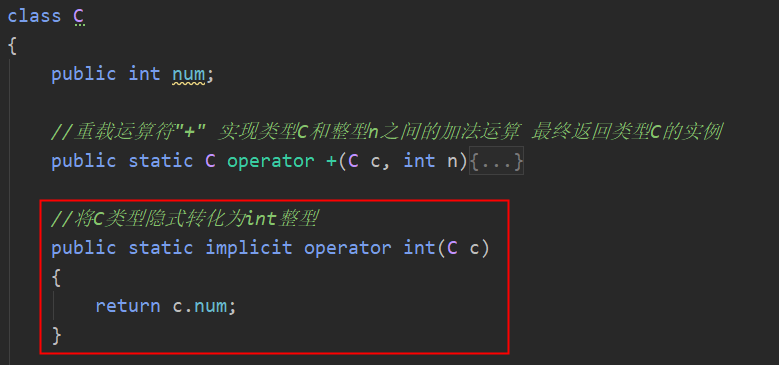 class C
{
public int num;
//重载运算符"+" 实现类型C和整型n之间的加法运算 最终返回类型C的实例
public static C operator +(C c, int n){...}
//将C类型隐式转化为int整型
public static implicit operator int(C c)
{
return c.num;
}